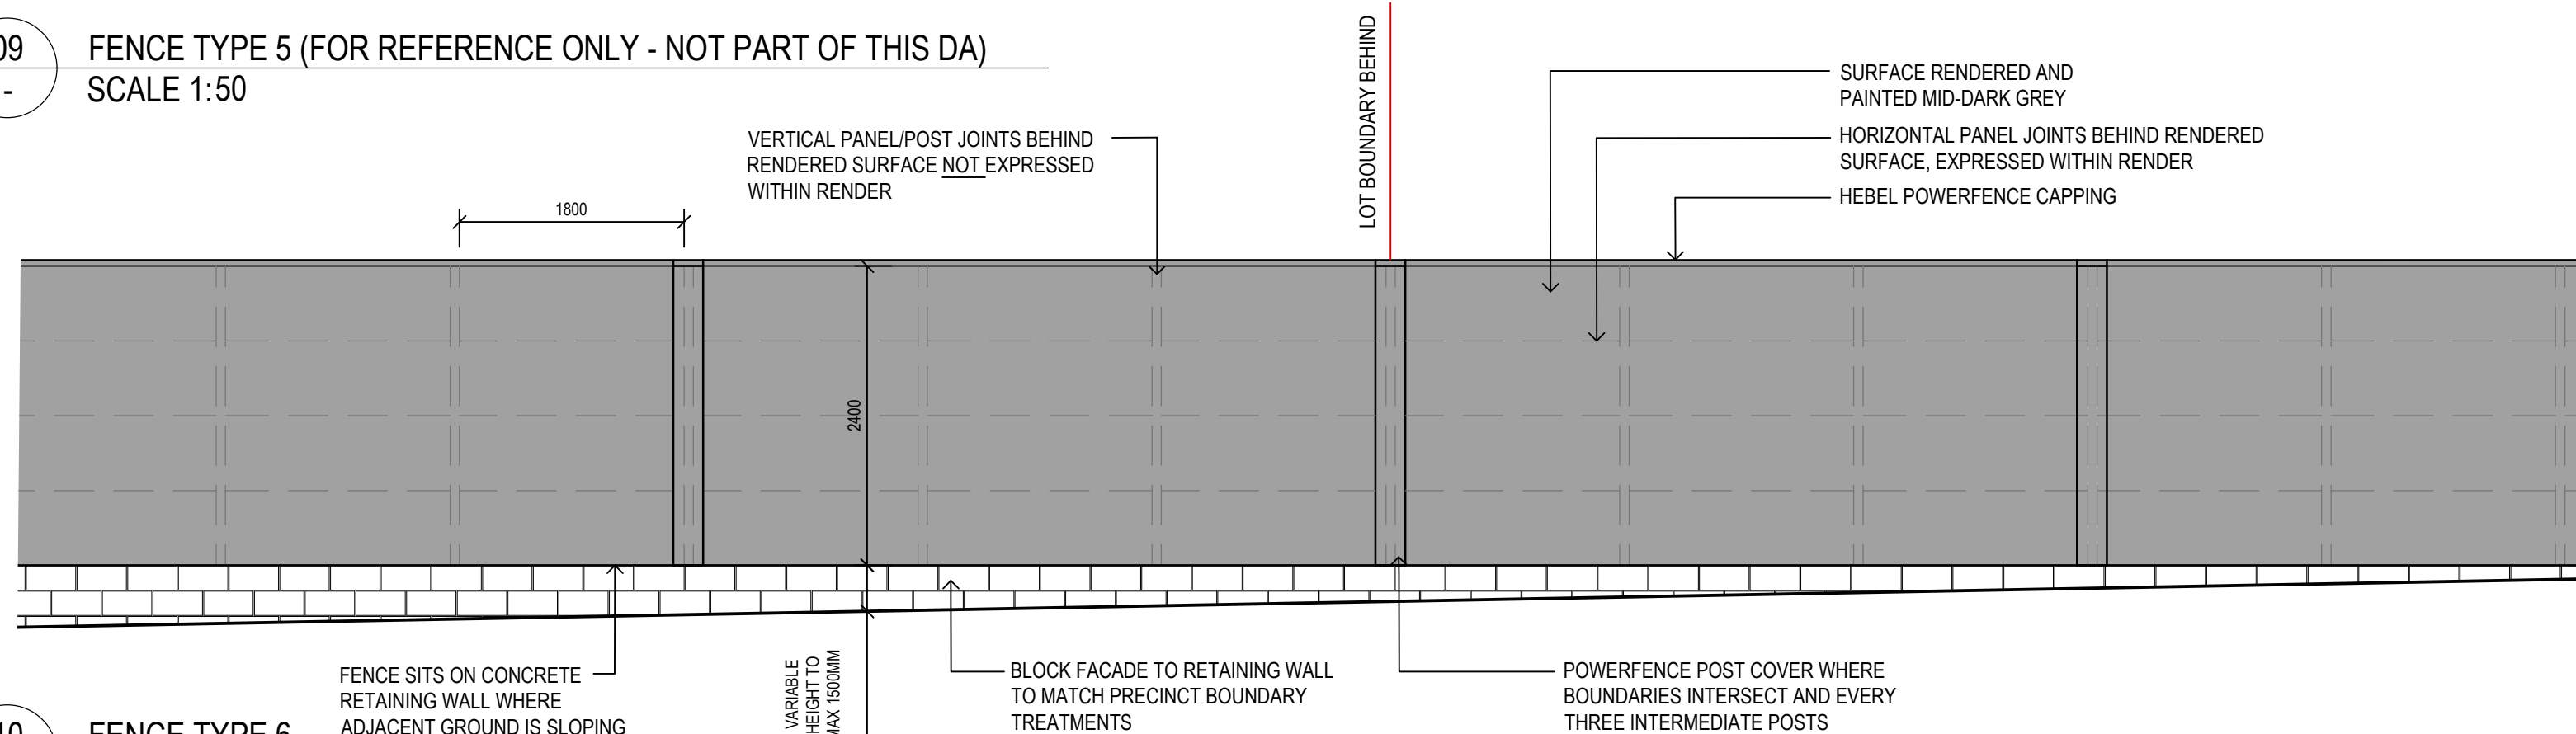 09
FENCE TYPE 5 (FOR REFERENCE ONLY - NOT PART OF THIS DA)
-
SCALE 1:50
LOT BOUNDARY BEHIND
SURFACE RENDERED AND
PAINTED MID-DARK GREY
VERTICAL PANEL/POST JOINTS BEHIND
RENDERED SURFACE NOT EXPRESSED
WITHIN RENDER
HORIZONTAL PANEL JOINTS BEHIND RENDERED
SURFACE, EXPRESSED WITHIN RENDER
HEBEL POWERFENCE CAPPING
1800
2400
FENCE SITS ON CONCRETE
RETAINING WALL WHERE
ADJACENT GROUND IS SLOPING
VARIABLE
HEIGHT TO
MAX 1500MM
BLOCK FACADE TO RETAINING WALL
TO MATCH PRECINCT BOUNDARY
TREATMENTS
POWERFENCE POST COVER WHERE
BOUNDARIES INTERSECT AND EVERY
THREE INTERMEDIATE POSTS
10
FENCE TYPE 6